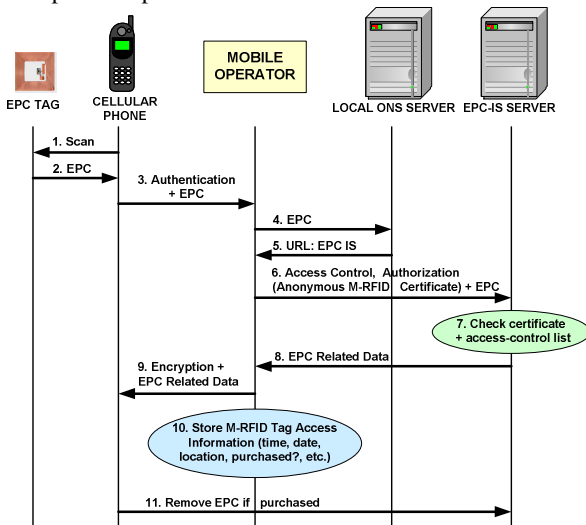 EPC TAG
CELLULAR
PHONE
MOBILE
OPERATOR
LOCAL ONS SERVER
EPC-IS SERVER
1. Scan
2. EPC
3. Authentication
+ EPC
4. EPC
5. URL: EPC IS
6. Access Control, Authorization
(Anonymous M-RFID Certificate) + EPC
7. Check certificate
+ access-control list
8. EPC Related Data
9. Encryption +
EPC Related Data
10. Store M-RFID Tag Access
Information (time, date,
location, purchased?, etc.)
11. Remove EPC if purchased